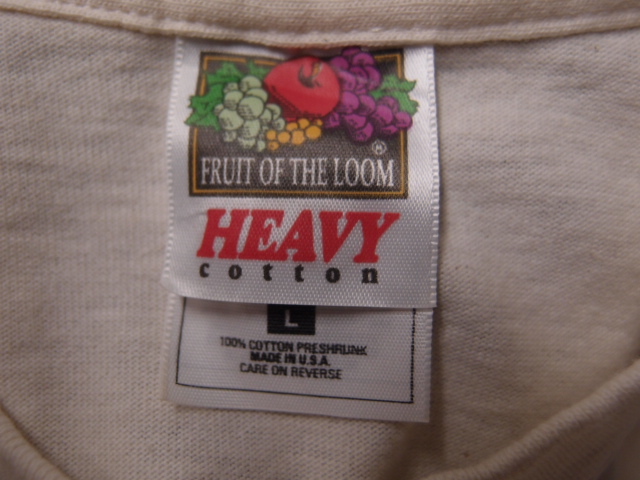 ®
FRUIT OF THE LOOM
HEAVY
cotton
L
100% COTTON PRESHRUNK
MADE IN U.S.A.
CARE ON REVERSE